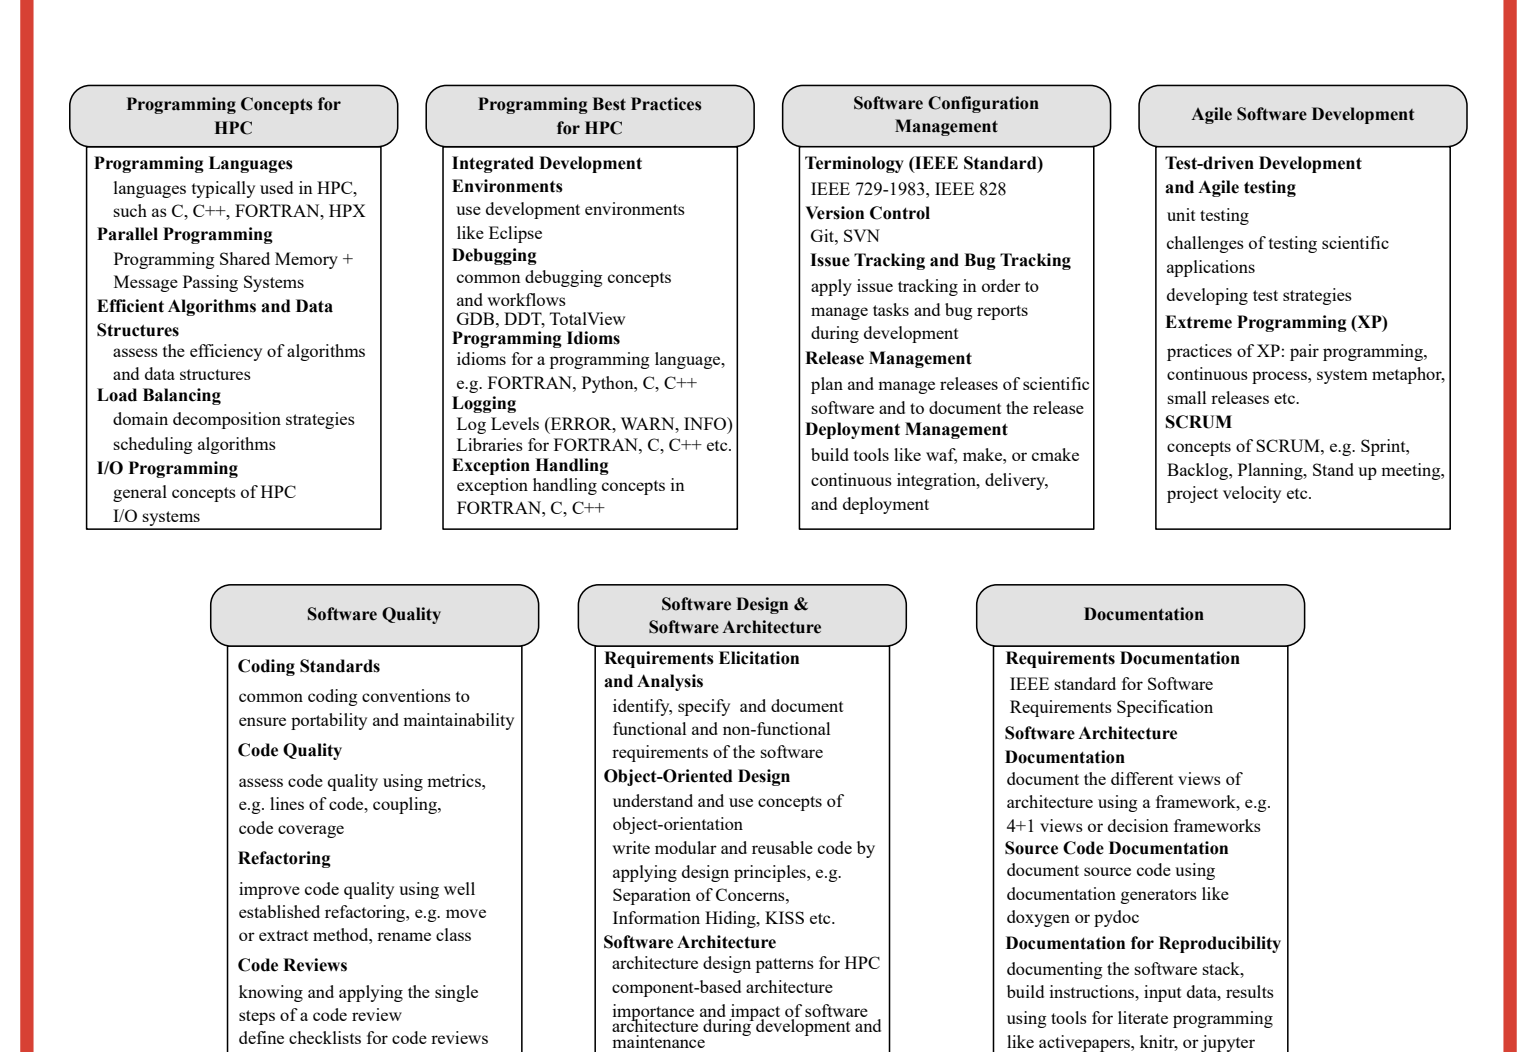 Programming Concepts for
HPC
Programming Languages
languages typically used in HPC,
such as C, C++, FORTRAN, HPX
Parallel Programming
Programming Shared Memory +
Message Passing Systems
Efficient Algorithms and Data
Structures
assess the efficiency of algorithms
and data structures
Load Balancing
domain decomposition strategies
scheduling algorithms
I/O Programming
general concepts of HPC
I/O systems
Programming Best Practices
for HPC
Integrated Development
Environments
use development environments
like Eclipse
Debugging
common debugging concepts
and workflows
GDB, DDT, TotalView
Programming Idioms
idioms for a programming language,
e.g. FORTRAN, Python, C, C++
Logging
Log Levels (ERROR, WARN, INFO)
Libraries for FORTRAN, C, C++ etc.
Exception Handling
exception handling concepts in
FORTRAN, C, C++
Software Configuration
Management
Terminology (IEEE Standard)
IEEE 729-1983, IEEE 828
Version Control
Git, SVN
Issue Tracking and Bug Tracking
apply issue tracking in order to
manage tasks and bug reports
during development
Release Management
plan and manage releases of scientific
software and to document the release
Deployment Management
build tools like waf, make, or cmake
continuous integration, delivery,
and deployment
Agile Software Development
Test-driven Development
and Agile testing
unit testing
challenges of testing scientific
applications
developing test strategies
Extreme Programming (XP)
practices of XP: pair programming,
continuous process, system metaphor,
small releases etc.
SCRUM
concepts of SCRUM, e.g. Sprint,
Backlog, Planning, Stand up meeting,
project velocity etc.
Software Quality
Coding Standards
common coding conventions to
ensure portability and maintainability
Code Quality
assess code quality using metrics,
e.g. lines of code, coupling,
code coverage
Refactoring
improve code quality using well
established refactoring, e.g. move
or extract method, rename class
Code Reviews
knowing and applying the single
steps of a code review
define checklists for code reviews
Software Design &
Software Architecture
Requirements Elicitation
and Analysis
identify, specify and document
functional and non-functional
requirements of the software
Object-Oriented Design
understand and use concepts of
object-orientation
write modular and reusable code by
applying design principles, e.g.
Separation of Concerns,
Information Hiding, KISS etc.
Software Architecture
architecture design patterns for HPC
component-based architecture
importance and impact of software
architecture during development and
maintenance
Documentation
Requirements Documentation
IEEE standard for Software
Requirements Specification
Software Architecture
Documentation
document the different views of
architecture using a framework, e.g.
4+1 views or decision frameworks
Source Code Documentation
document source code using
documentation generators like
doxygen or pydoc
Documentation for Reproducibility
documenting the software stack,
build instructions, input data, results
using tools for literate programming
like activepapers, knitr, or jupyter